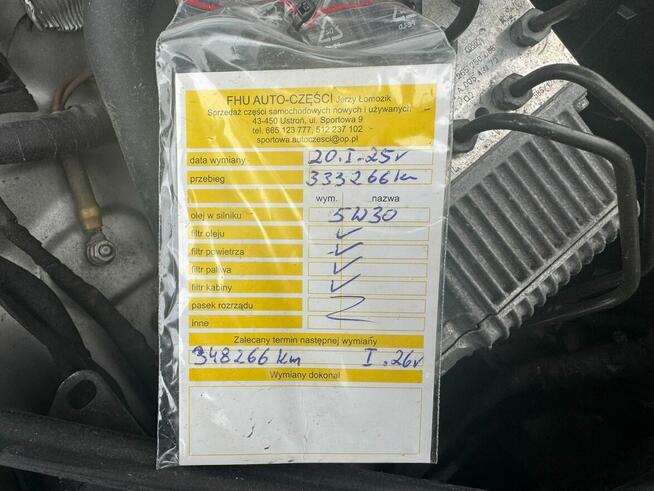 FHU AUTO-CZĘŚCI Jerzy Łomozik
Sprzedaż części samochodowych nowych i używanych
43-450 Ustroń, ul. Sportowa 9
tel. 665 123 777, 512 237 102
sportowa.autoczesci@op.pl
data wymiany 20.I.25r
przebieg 333266km
wym. nazwa
olej w silniku 5W30
filtr oleju ✓
filtr powietrza ✓
filtr paliwa ✓
filtr kabiny ✓
pasek rozrządu
inne
Zalecany termin następnej wymiany
348266 km I.26r
Wymiany dokonał